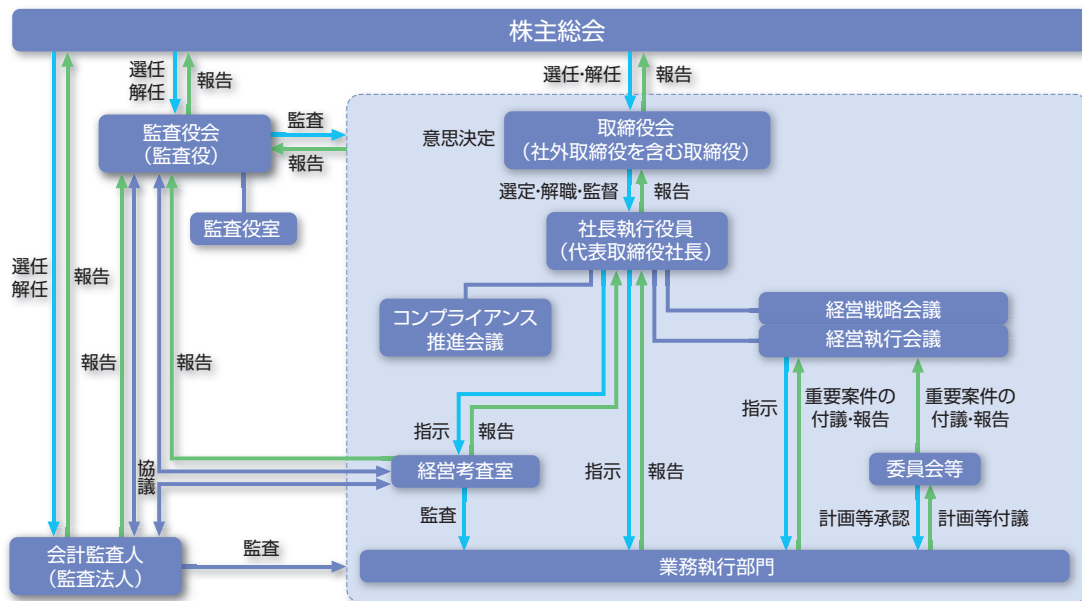 株主総会
選任
解任
報告
選任・解任
報告
監査役会
(監査役)
監査
報告
意思決定
取締役会
(社外取締役を含む取締役)
監査役室
選定・解職・監督
報告
社長執行役員
(代表取締役社長)
選任
解任
報告
コンプライアンス
推進会議
経営戦略会議
経営執行会議
報告
報告
指示
重要案件の
付議・報告
重要案件の
付議・報告
指示
報告
経営考査室
指示
報告
委員会等
協議
監査
計画等承認
計画等付議
会計監査人
(監査法人)
監査
業務執行部門